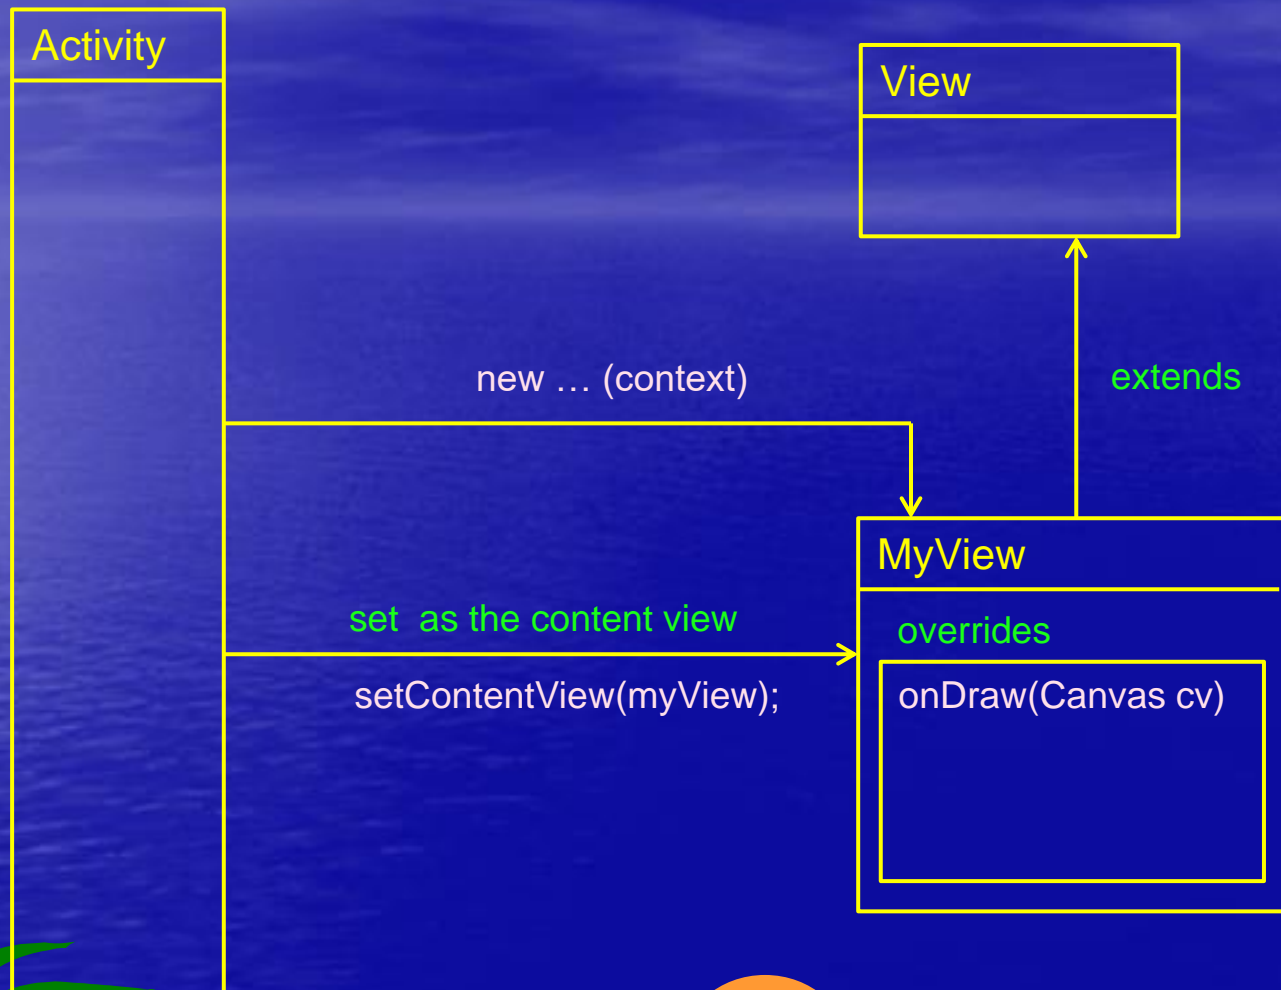 Activity
View
new … (context)
extends
MyView
set  as the content view
overrides
setContentView(myView);
onDraw(Canvas cv)